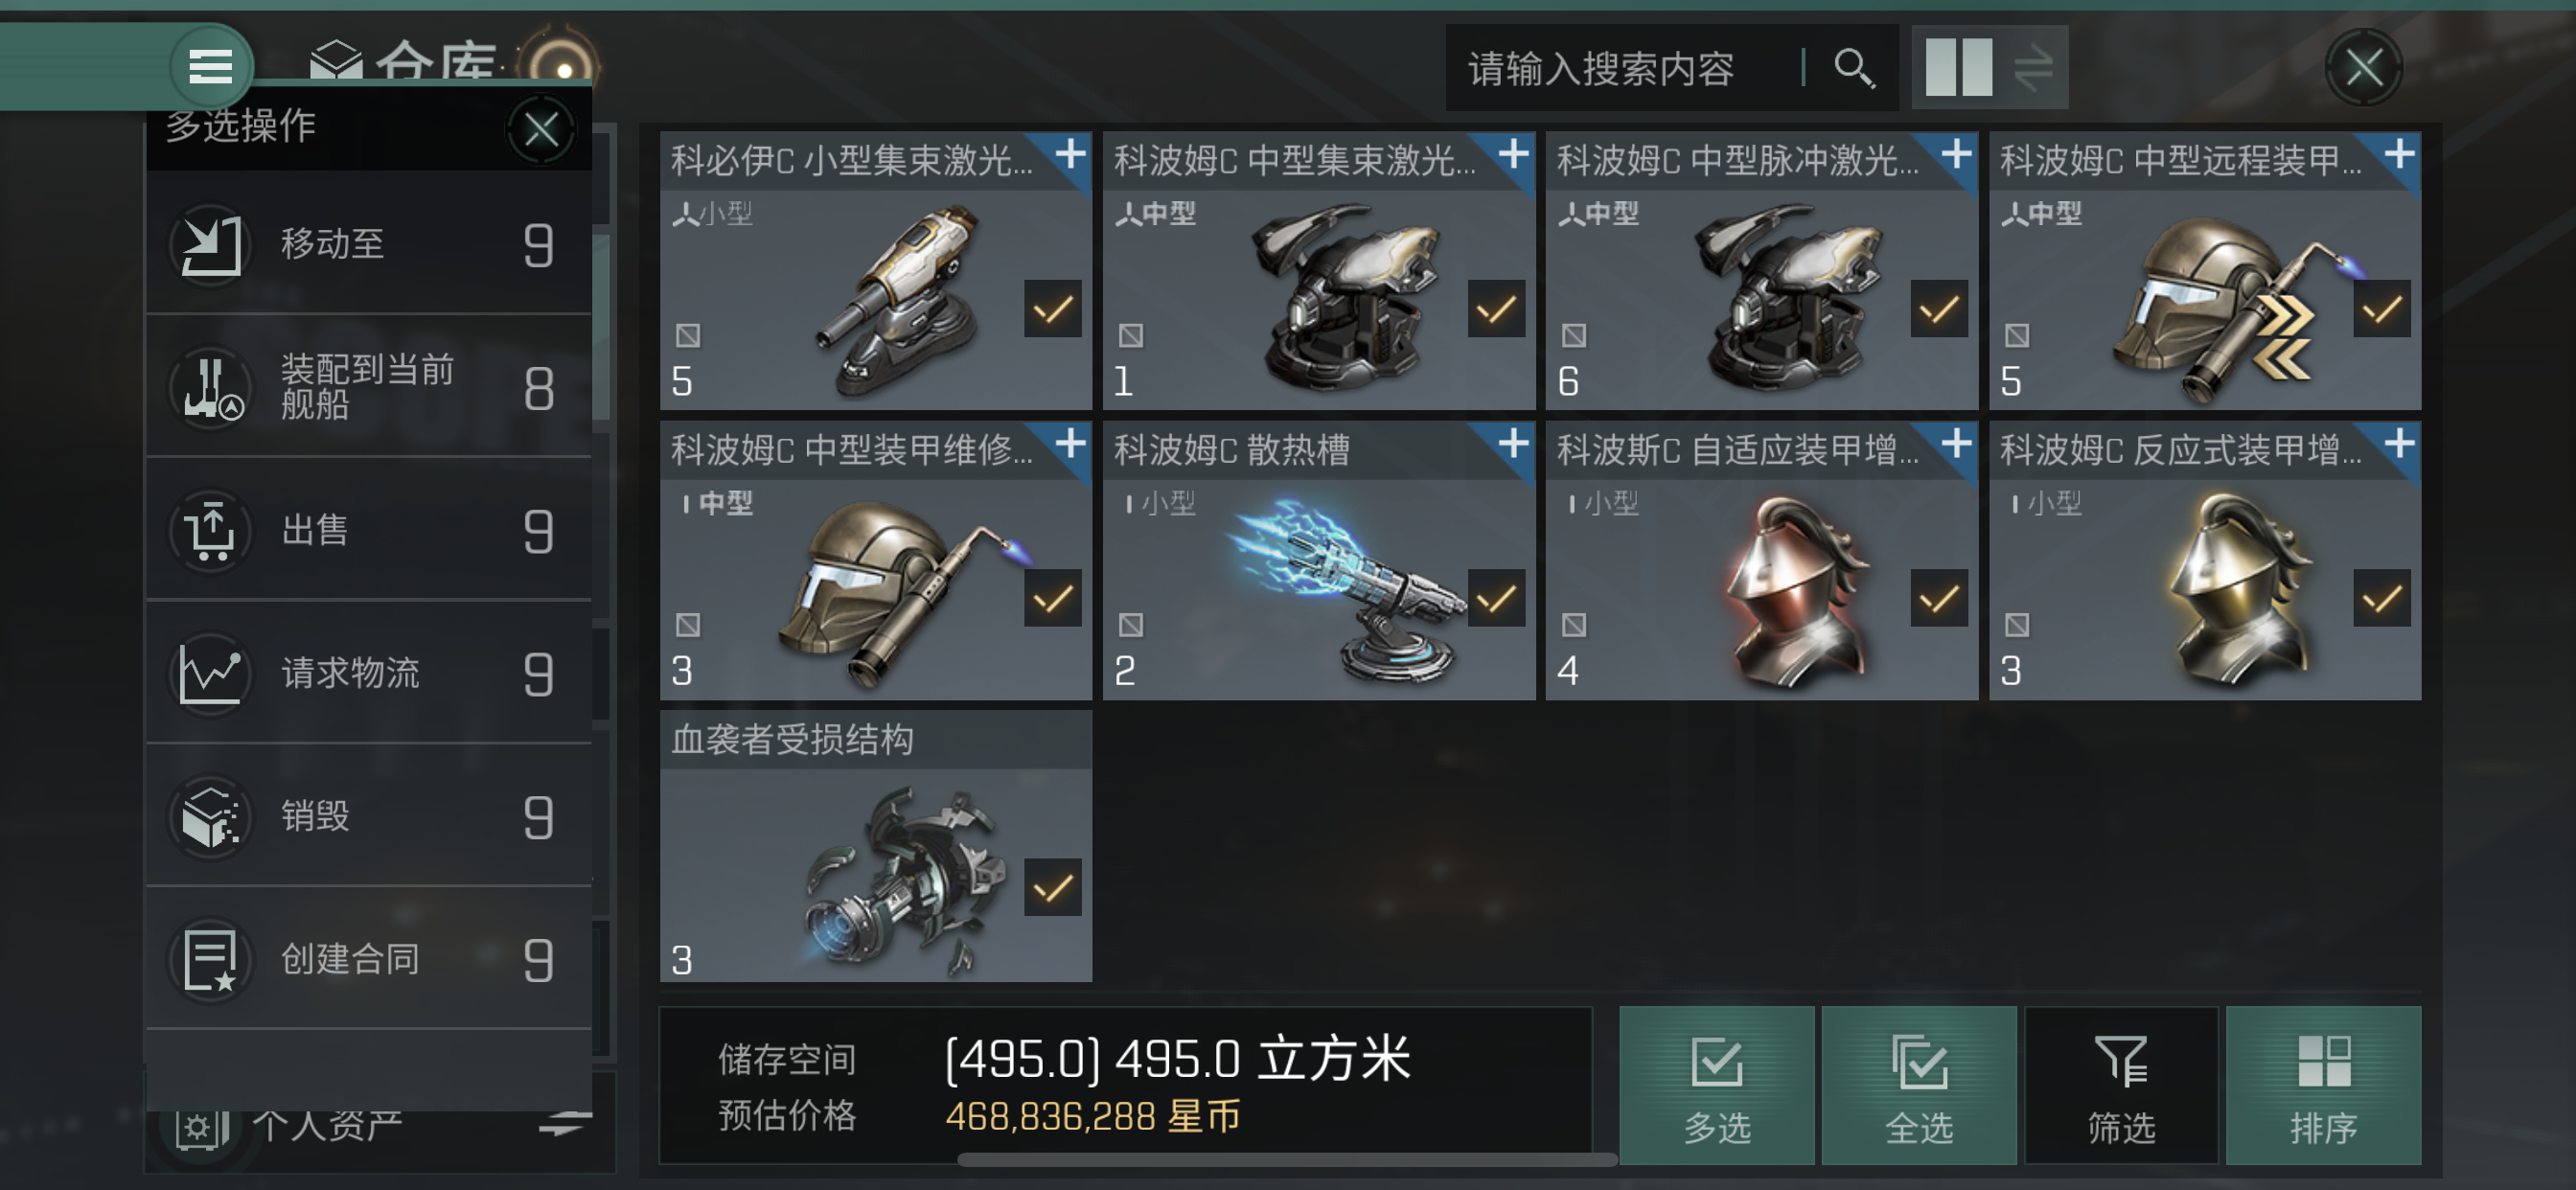 仓库
请输入搜索内容
多选操作
移动至 9
装配到当前
舰船 8
出售 9
请求物流 9
销毁 9
创建合同 9
个人资产
科必伊C 小型集束激光...
小型
5
科波姆C 中型集束激光...
中型
1
科波姆C 中型脉冲激光...
中型
6
科波姆C 中型远程装甲...
中型
5
科波姆C 中型装甲维修...
中型
3
科波姆C 散热槽
小型
2
科波斯C 自适应装甲增...
小型
4
科波姆C 反应式装甲增...
小型
3
血袭者受损结构
3
储存空间 (495.0) 495.0 立方米
预估价格 468,836,288 星币
多选
全选
筛选
排序